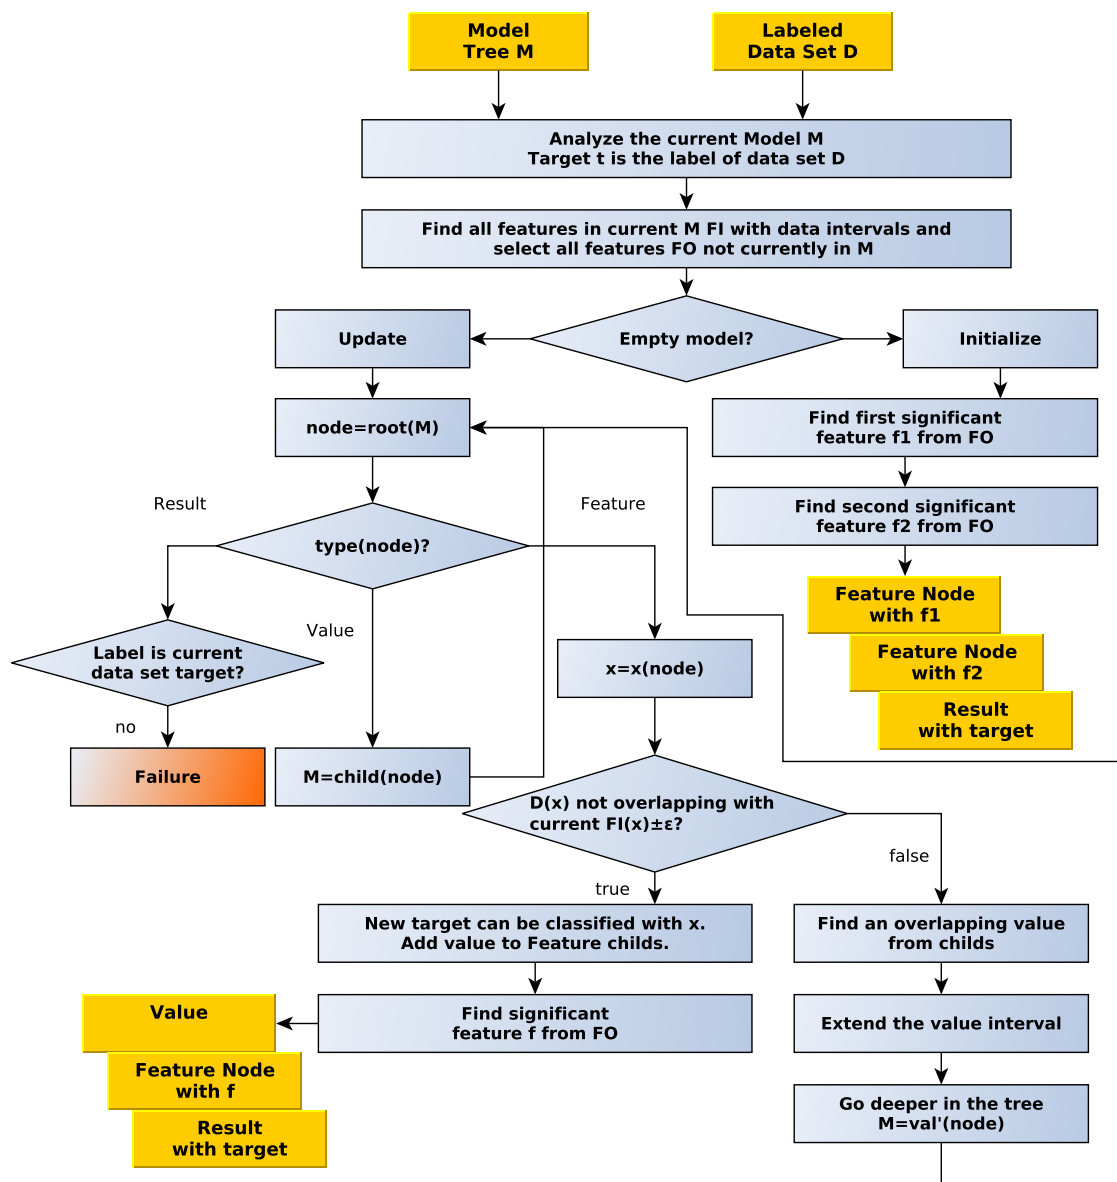 Model
Tree M
Labeled
Data Set D
Analyze the current Model M
Target t is the label of data set D
Find all features in current M FI with data intervals and
select all features FO not currently in M
Update
Empty model?
Initialize
node=root(M)
Find first significant
feature f1 from FO
Result
Feature
Find second significant
feature f2 from FO
type(node)?
Feature Node
with f1
Value
Label is current
data set target?
x=x(node)
Feature Node
with f2
Result
with target
no
Failure
M=child(node)
D(x) not overlapping with
current FI(x)±ε?
false
true
New target can be classified with x.
Add value to Feature childs.
Find an overlapping value
from childs
Value
Find significant
feature f from FO
Extend the value interval
Feature Node
with f
Go deeper in the tree
M=val'(node)
Result
with target